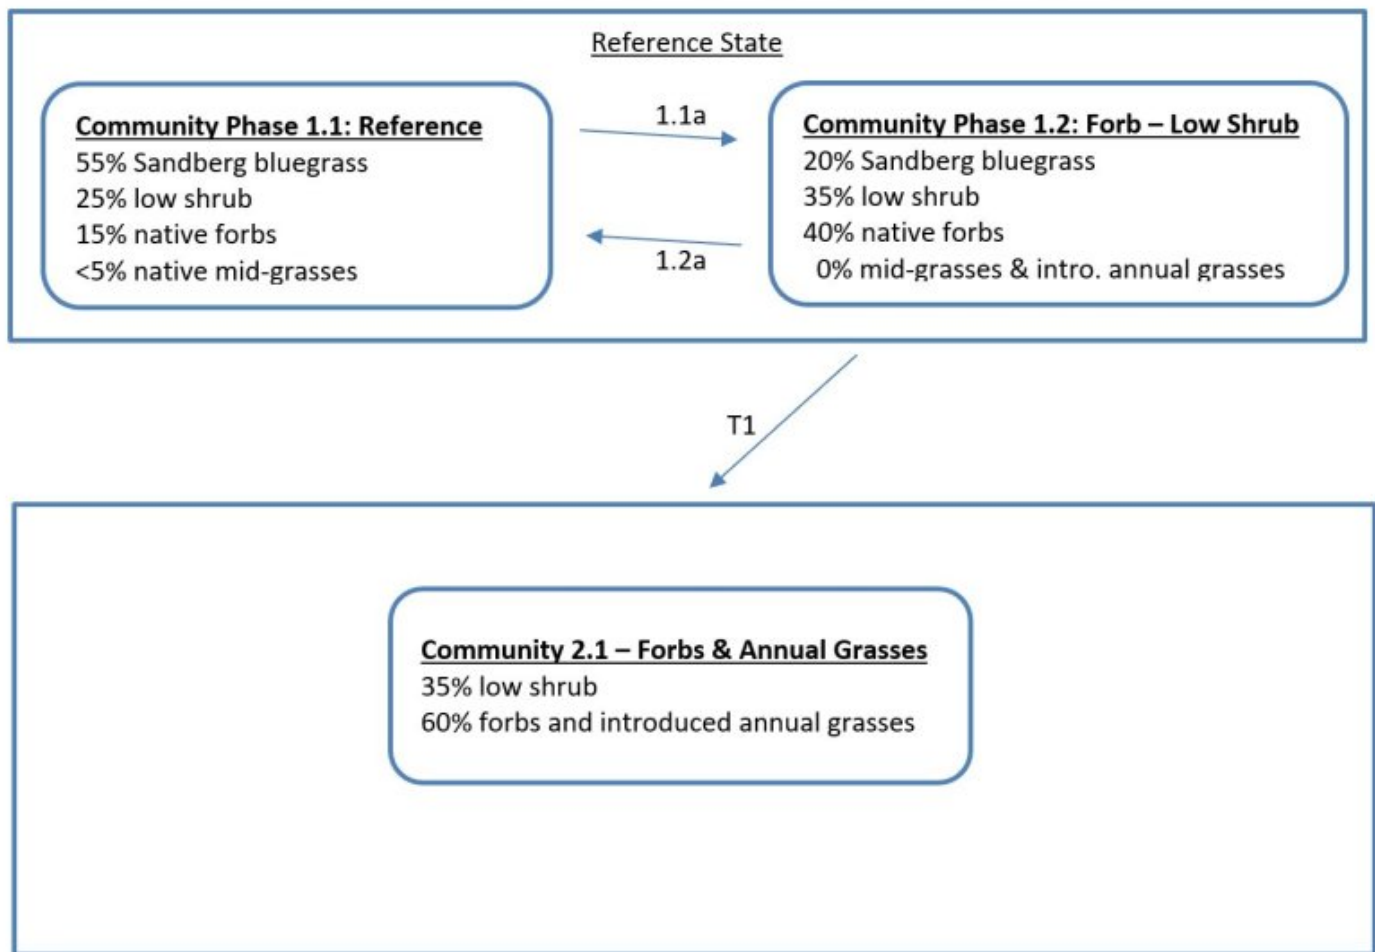 Reference State
Community Phase 1.1: Reference
55% Sandberg bluegrass
25% low shrub
15% native forbs
<5% native mid-grasses
1.1a
1.2a
Community Phase 1.2: Forb – Low Shrub
20% Sandberg bluegrass
35% low shrub
40% native forbs
0% mid-grasses & intro. annual grasses
T1
Community 2.1 – Forbs & Annual Grasses
35% low shrub
60% forbs and introduced annual grasses